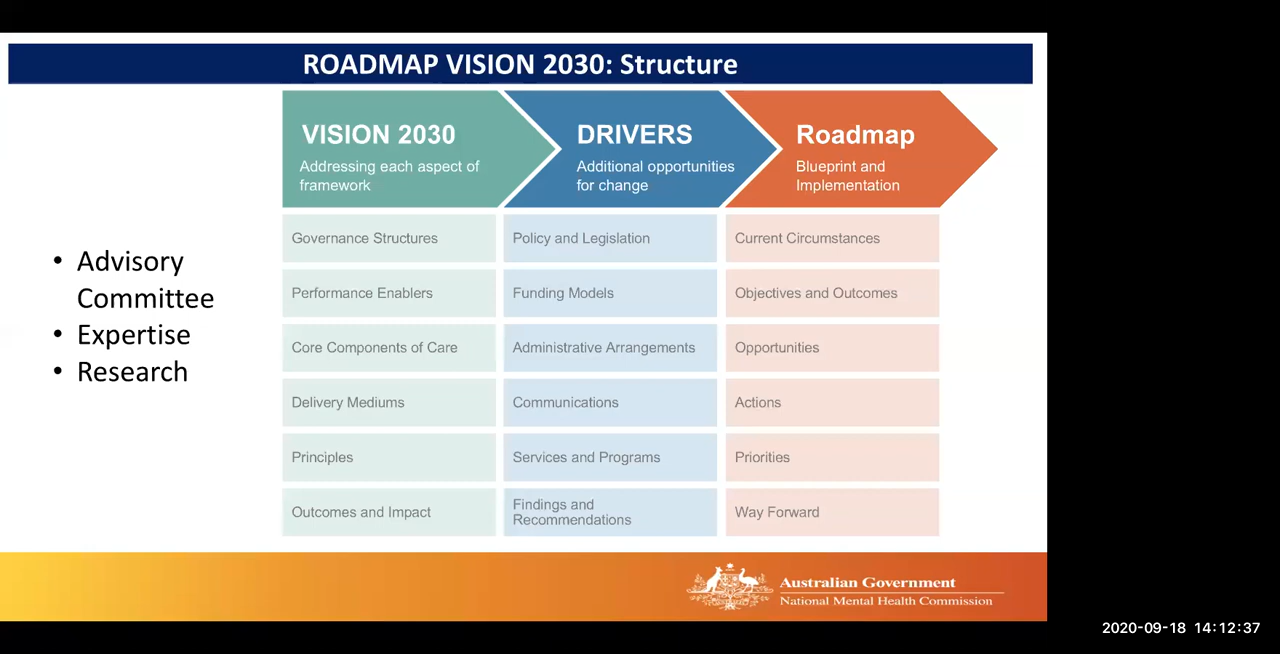 ROADMAP VISION 2030: Structure
VISION 2030
Addressing each aspect of
framework
DRIVERS
Additional opportunities
for change
Roadmap
Blueprint and
Implementation
• Advisory
Committee
• Expertise
• Research
Governance Structures
Performance Enablers
Core Components of Care
Delivery Mediums
Principles
Outcomes and Impact
Policy and Legislation
Funding Models
Administrative Arrangements
Communications
Services and Programs
Findings and
Recommendations
Current Circumstances
Objectives and Outcomes
Opportunities
Actions
Priorities
Way Forward
Australian Government
National Mental Health Commission
2020-09-18 14:12:37